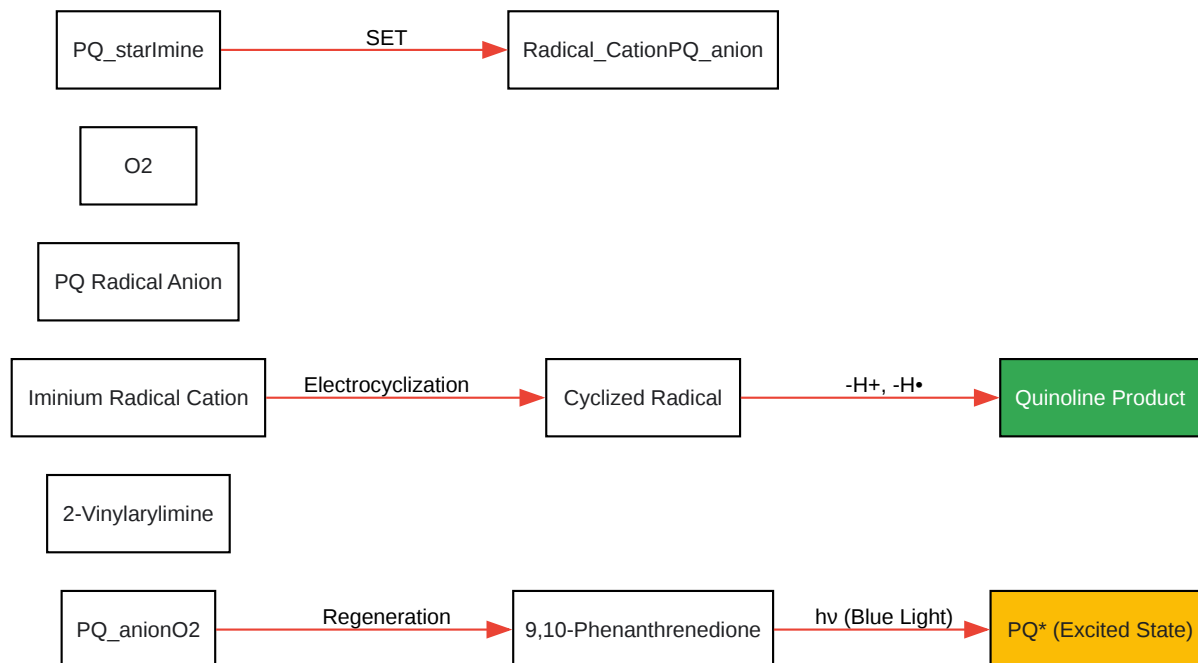 PQ_starImine
SET
Radical_CationPQ_anion
O2
PQ Radical Anion
Iminium Radical Cation
Electrocyclization
Cyclized Radical
-H+, -H•
Quinoline Product
2-Vinylarylimine
PQ_anionO2
Regeneration
9,10-Phenanthrenedione
hν (Blue Light)
PQ* (Excited State)